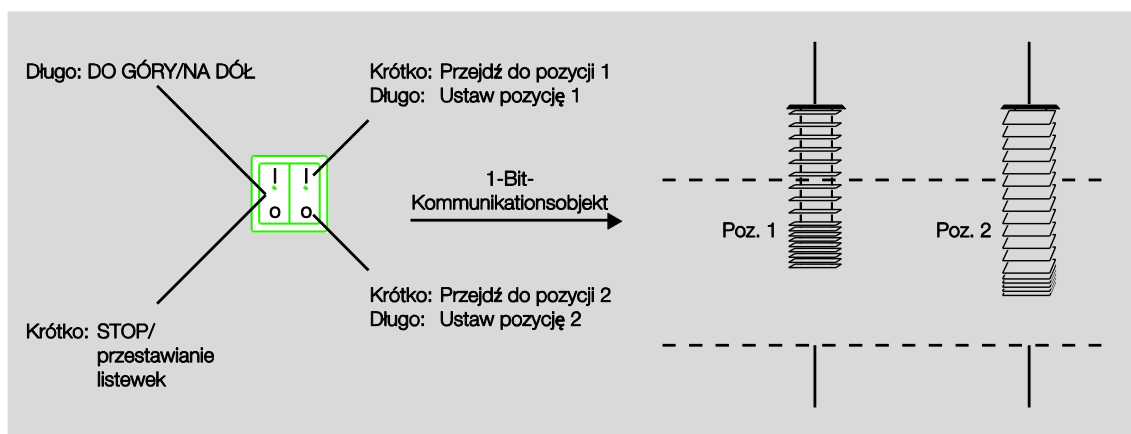 Długo: DO GÓRY/NA DÓŁ
Krótko: Przejdź do pozycji 1
Długo: Ustaw pozycję 1
I I
O O
1-Bit-
Kommunikationsobjekt
Poz. 1
Poz. 2
Krótko: Przejdź do pozycji 2
Długo: Ustaw pozycję 2
Krótko: STOP/
przestawianie
listewek